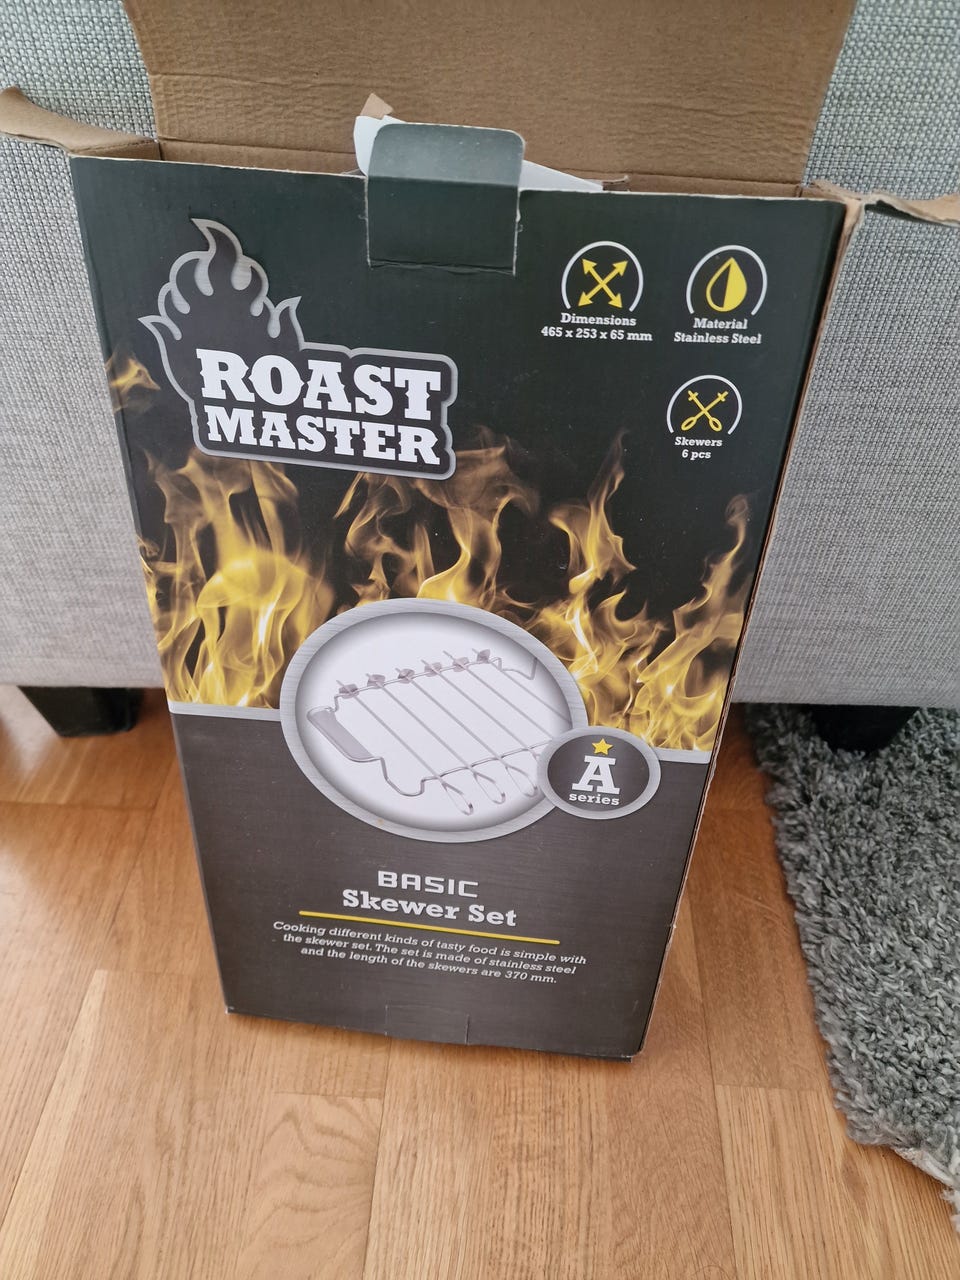 ROAST
MASTER
Dimensions
465 x 253 x 65 mm
Material
Stainless Steel
Skewers
6 pcs
A
series
BASIC
Skewer Set
Cooking different kinds of tasty food is simple with
the skewer set. The set is made of stainless steel
and the length of the skewers are 370 mm.